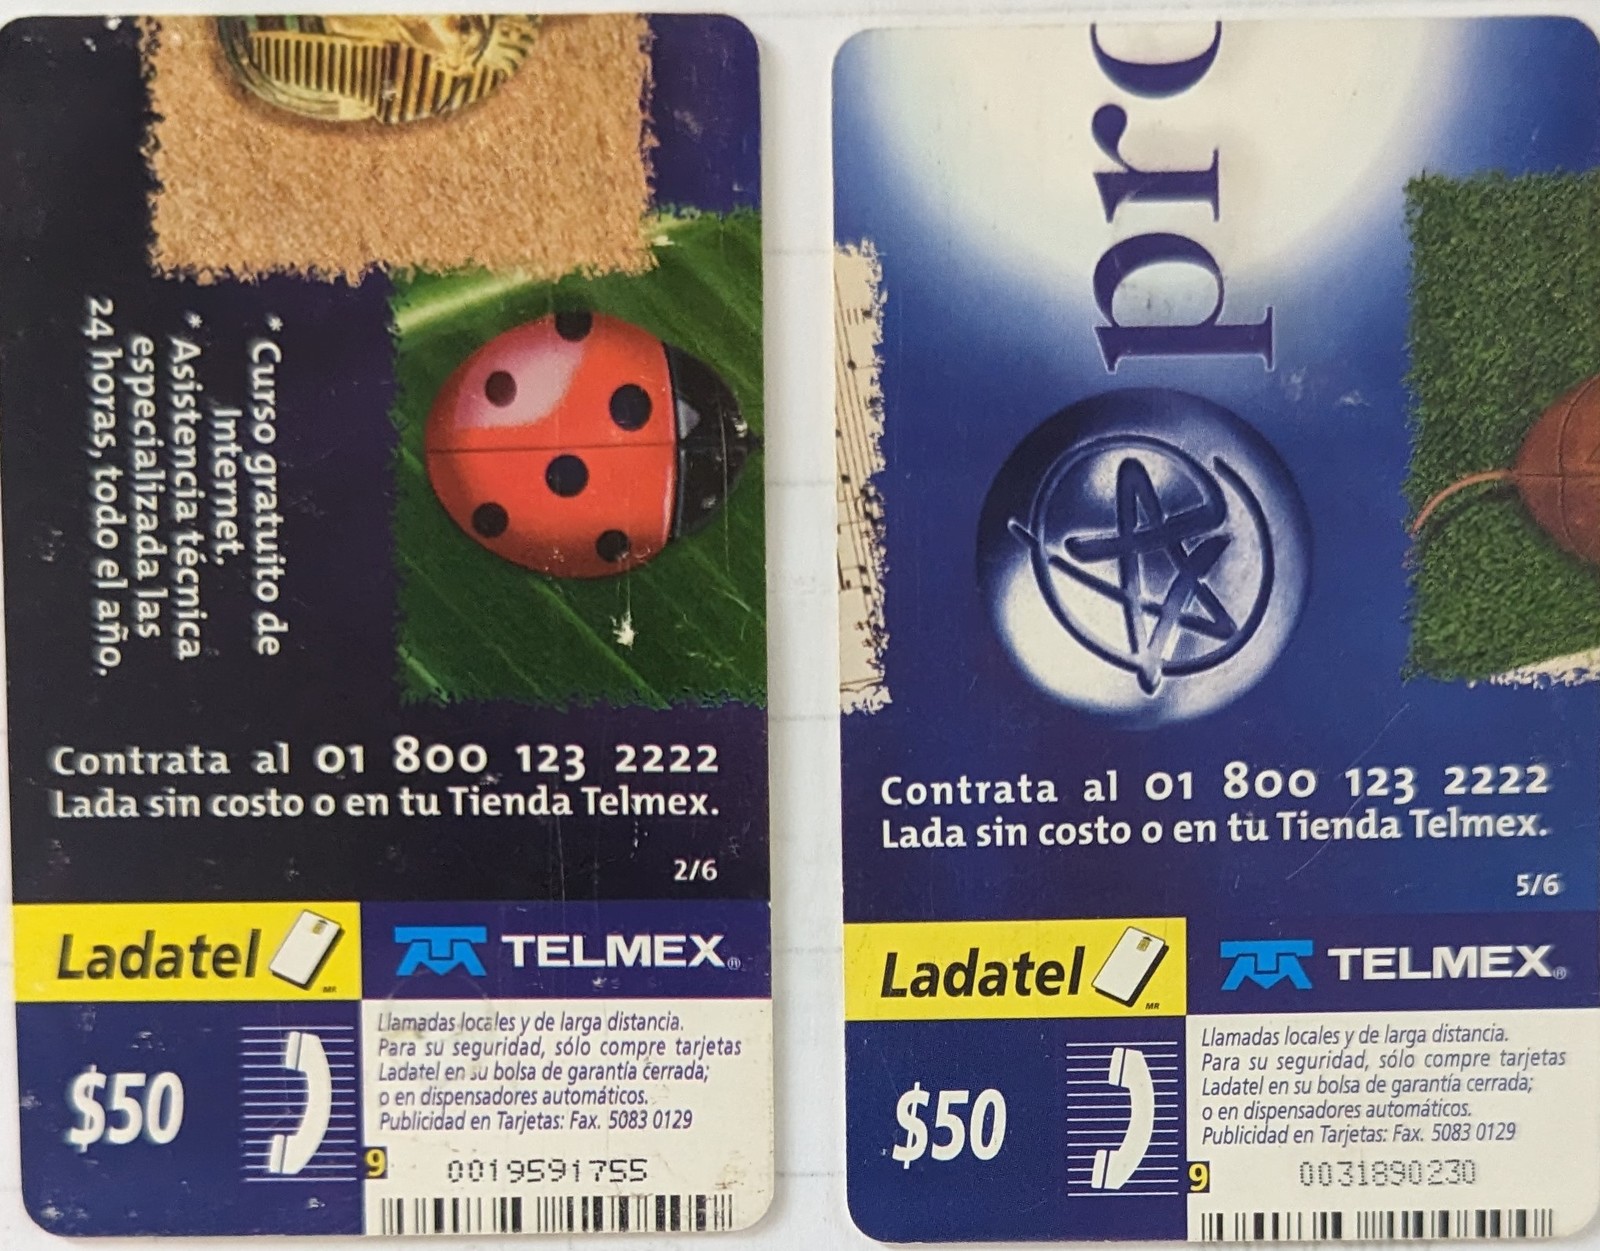 * Curso gratuito de
Internet.
* Asistencia técnica
especializada las
24 horas, todo el año.
Contrata al 01 800 123 2222
Lada sin costo o en tu Tienda Telmex.
2/6
Ladatel
MR
TELMEX®
$50
Llamadas locales y de larga distancia.
Para su seguridad, sólo compre tarjetas
Ladatel en su bolsa de garantía cerrada;
o en dispensadores automáticos.
Publicidad en Tarjetas: Fax. 5083 0129
9
0019591755
pro
Contrata al 01 800 123 2222
Lada sin costo o en tu Tienda Telmex.
5/6
Ladatel
MR
TELMEX®
$50
Llamadas locales y de larga distancia.
Para su seguridad, sólo compre tarjetas
Ladatel en su bolsa de garantía cerrada;
o en dispensadores automáticos.
Publicidad en Tarjetas: Fax. 5083 0129
9
0031890230